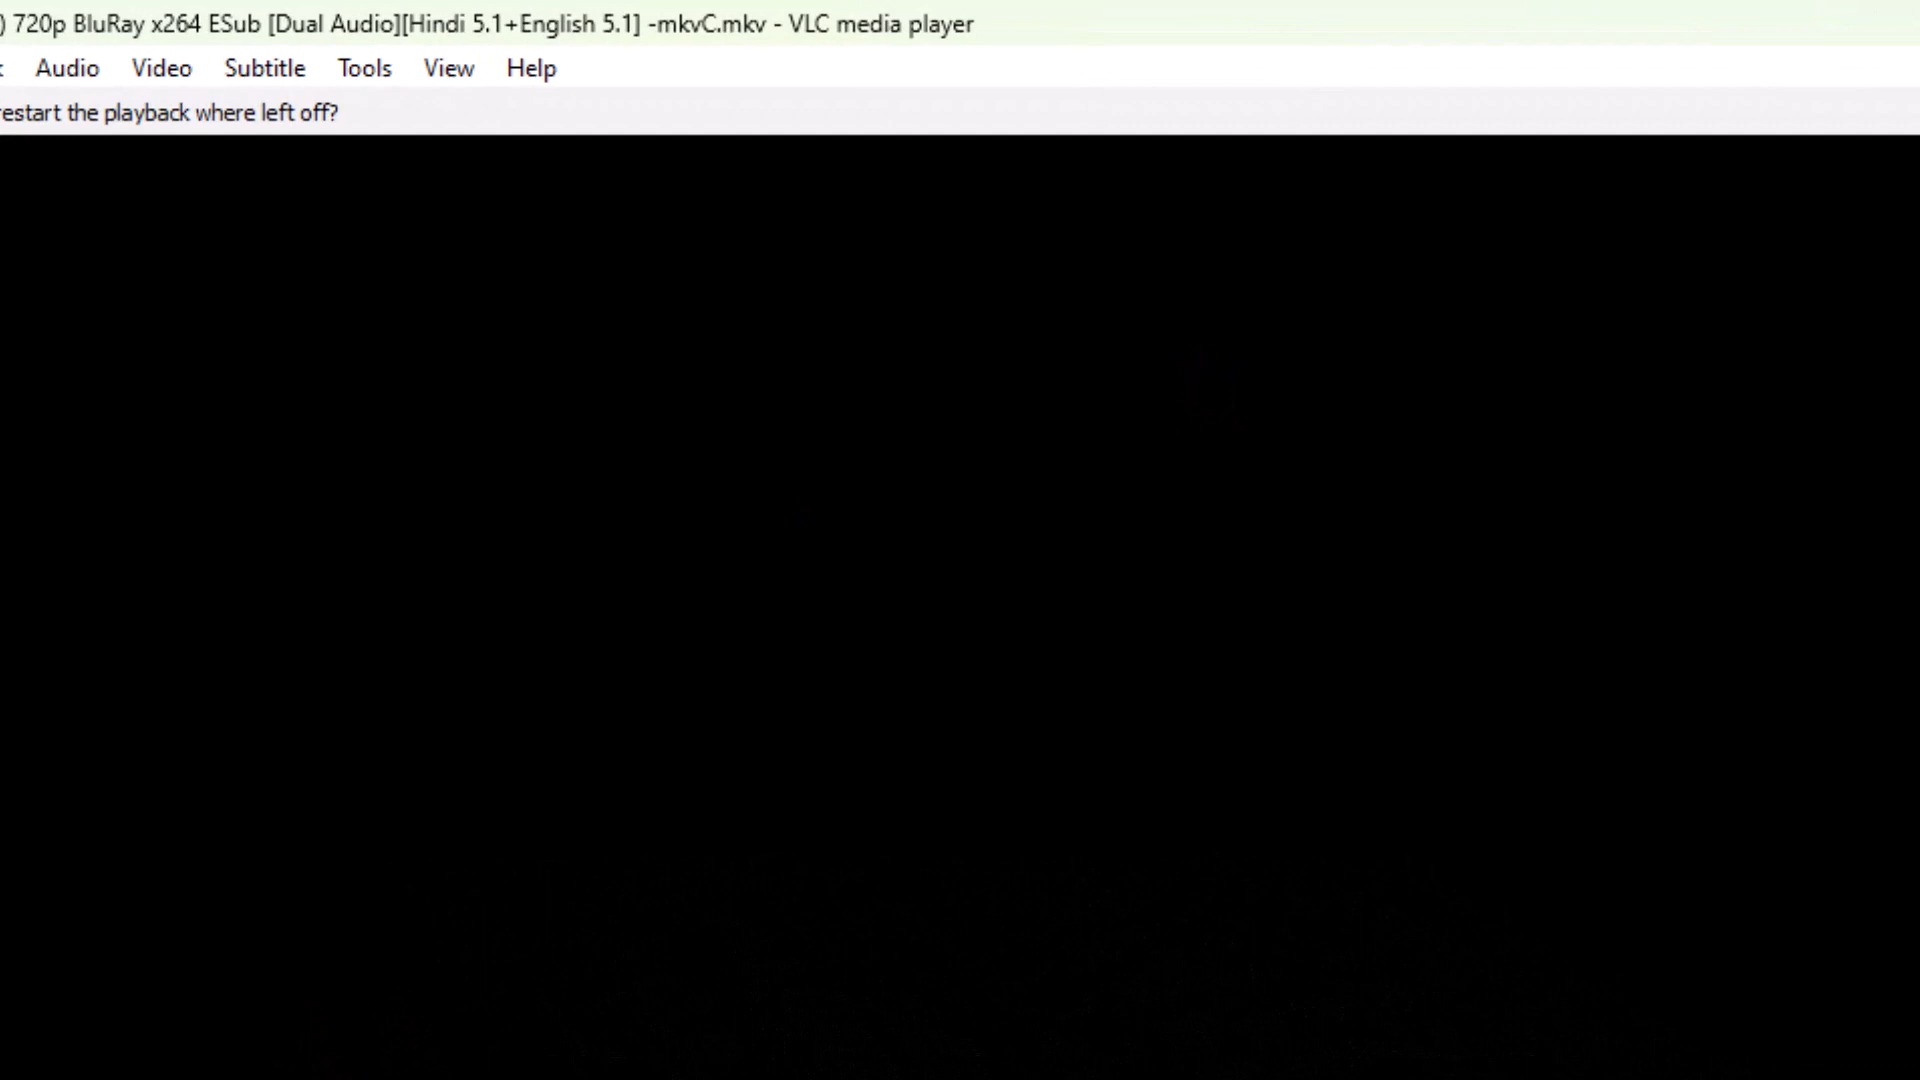 ) 720p BluRay x264 ESub [Dual Audio][Hindi 5.1+English 5.1] -mkvC.mkv - VLC media player
Audio Video Subtitle Tools View Help
restart the playback where left off?